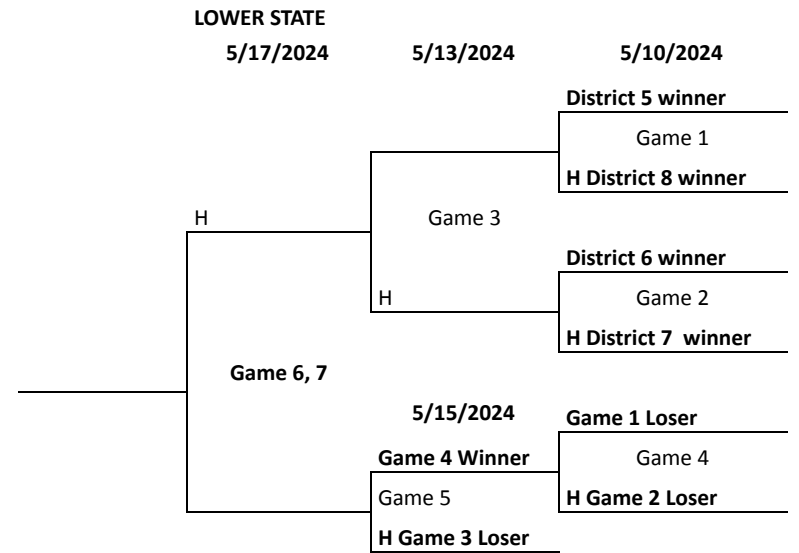 LOWER STATE
5/17/2024 5/13/2024 5/10/2024
District 5 winner
Game 1
H District 8 winner
H
Game 3
District 6 winner
H
Game 2
H District 7 winner
Game 6, 7
5/15/2024
Game 1 Loser
Game 4 Winner
Game 4
Game 5
H Game 2 Loser
H Game 3 Loser